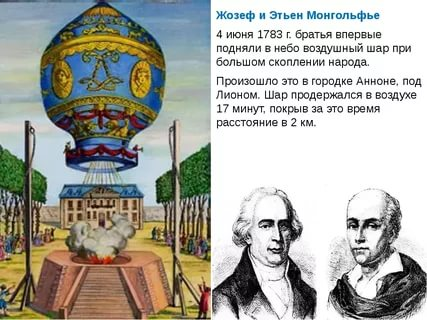 Жозеф и Этьен Монгольфье
4 июня 1783 г. братья впервые
подняли в небо воздушный шар при
большом скоплении народа.
Произошло это в городке Анноне, под
Лионом. Шар продержался в воздухе
17 минут, покрыв за это время
расстояние в 2 км.